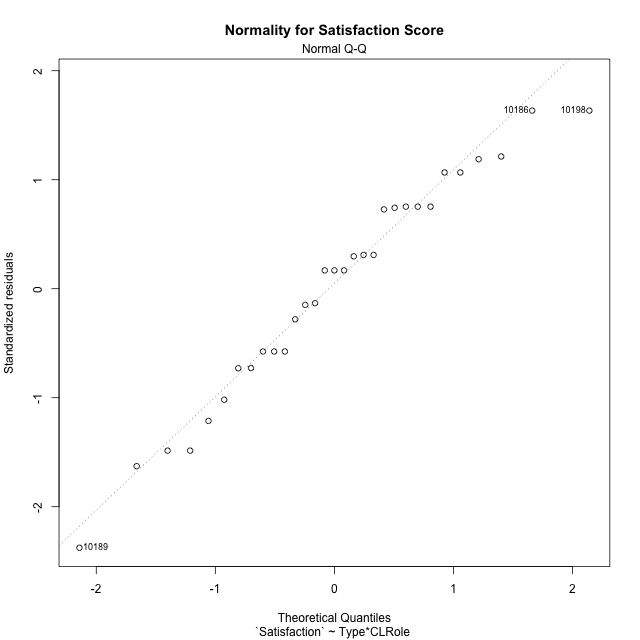 Normality for Satisfaction Score
Normal Q-Q
2
10186
10198
1
0
Standardized residuals
-1
-2
10189
-2 -1 0 1 2
Theoretical Quantiles
`Satisfaction` ~ Type*CLRole